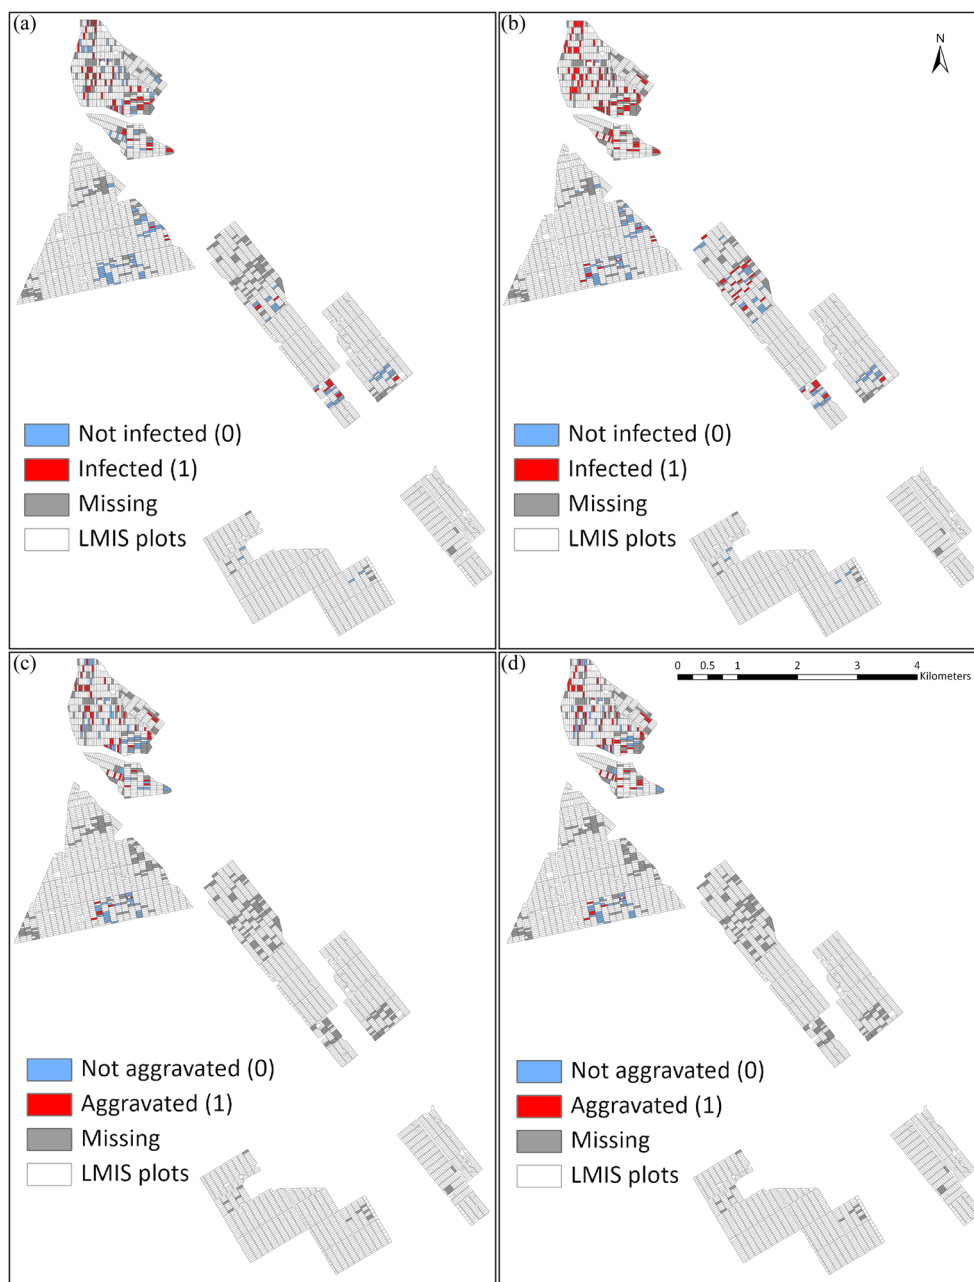 (a)
(b)
N
Not infected (0)
Infected (1)
Missing
LMIS plots
Not infected (0)
Infected (1)
Missing
LMIS plots
(c)
(d)
0 0.5 1 2 3 4
Kilometers
Not aggravated (0)
Aggravated (1)
Missing
LMIS plots
Not aggravated (0)
Aggravated (1)
Missing
LMIS plots